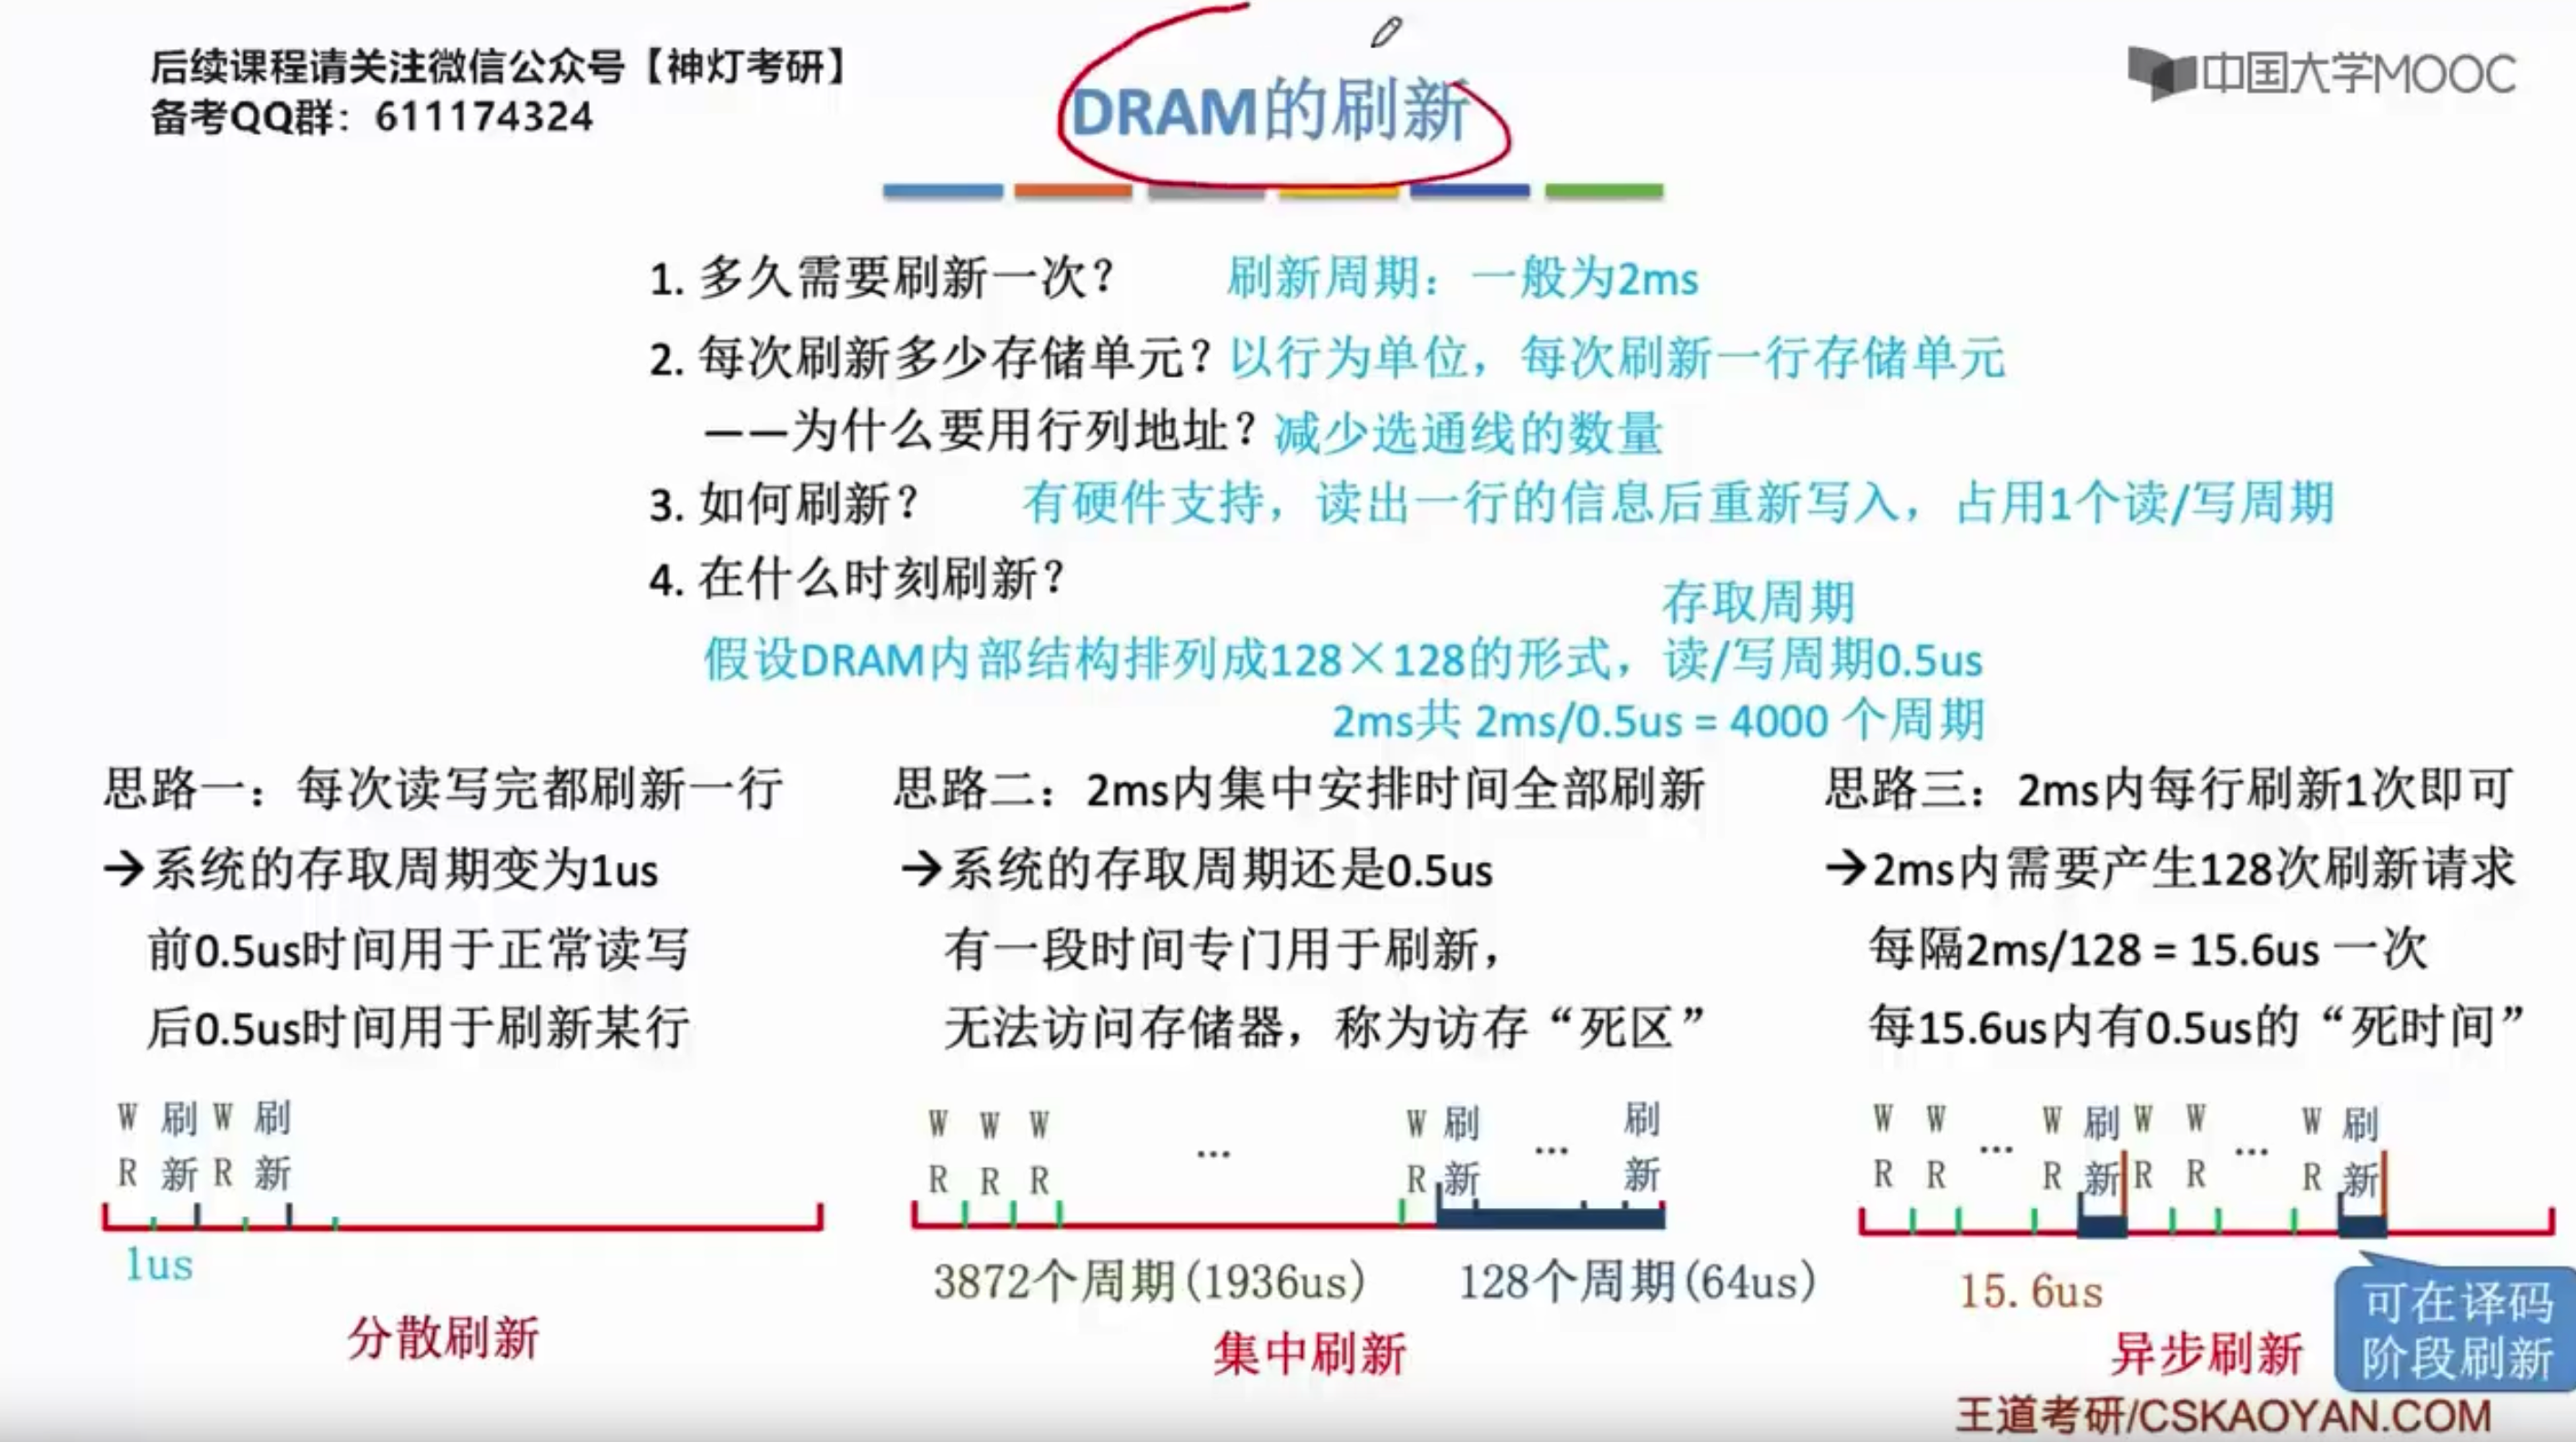 后续课程请关注微信公众号【神灯考研】
备考QQ群：611174324
中国大学MOOC
DRAM的刷新
1. 多久需要刷新一次？ 刷新周期：一般为2ms
2. 每次刷新多少存储单元？以行为单位，每次刷新一行存储单元
——为什么要用行列地址？减少选通线的数量
3. 如何刷新？ 有硬件支持，读出一行的信息后重新写入，占用1个读/写周期
4. 在什么时刻刷新？
存取周期
假设DRAM内部结构排列成128×128的形式，读/写周期0.5us
2ms共 2ms/0.5us = 4000 个周期
思路一：每次读写完都刷新一行
→系统的存取周期变为1us
前0.5us时间用于正常读写
后0.5us时间用于刷新某行
W 刷 W 刷
R 新 R 新
1us
分散刷新
思路二：2ms内集中安排时间全部刷新
→系统的存取周期还是0.5us
有一段时间专门用于刷新，
无法访问存储器，称为访存“死区”
W W W ... W 刷 ... 刷
R R R R 新 新
3872个周期(1936us) 128个周期(64us)
集中刷新
思路三：2ms内每行刷新1次即可
→2ms内需要产生128次刷新请求
每隔2ms/128 = 15.6us 一次
每15.6us内有0.5us的“死时间”
W W ... W 刷 W W ... W 刷
R R R 新 R R R 新
15.6us
异步刷新
可在译码
阶段刷新
王道考研/CSKAOYAN.COM